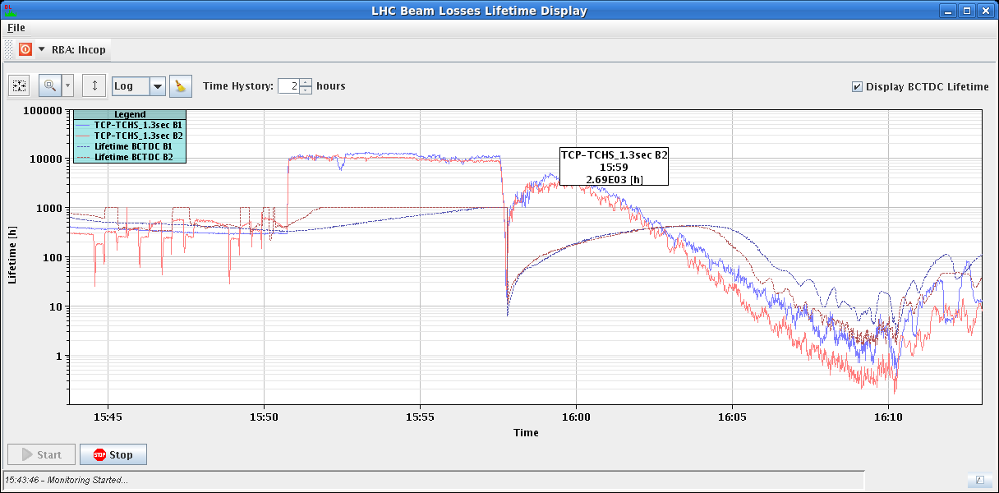 BL
LHC Beam Losses Lifetime Display
File
RBA: lhcop
Log
Time Hystory: 2 hours
Display BCTDC Lifetime
100000
10000
1000
100
10
1
Lifetime [h]
Legend
TCP-TCHS_1.3sec B1
TCP-TCHS_1.3sec B2
Lifetime BCTDC B1
Lifetime BCTDC B2
TCP-TCHS_1.3sec B2
15:59
2.69E03 [h]
15:45 15:50 15:55 16:00 16:05 16:10
Time
Start
STOP Stop
15:43:46 - Monitoring Started...